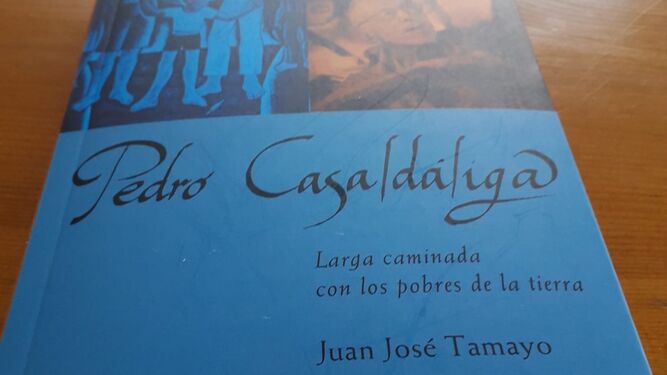 Pedro Casaldáliga
Larga caminada
con los pobres de la tierra
Juan José Tamayo